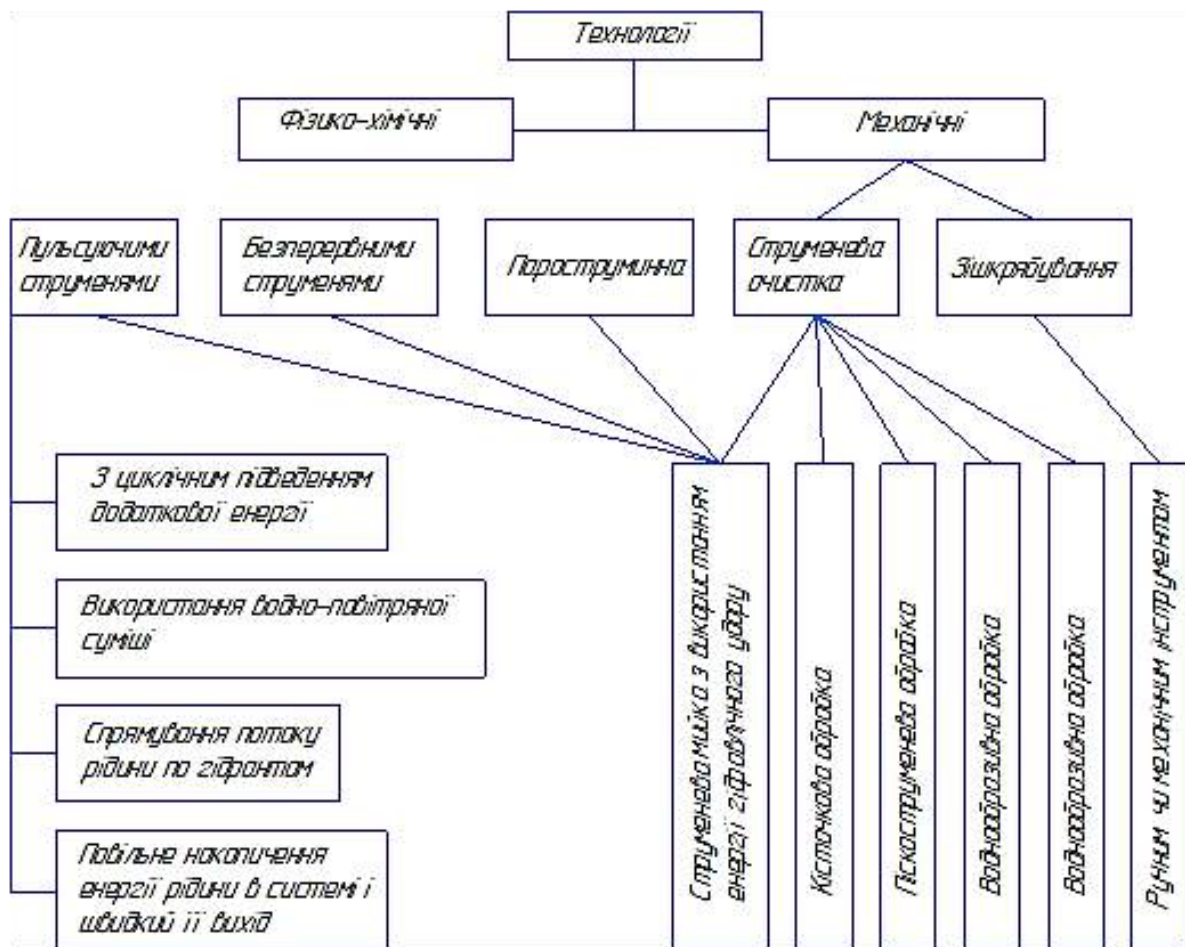 Технології
Фізико-хімічні
Механічні
Пульсуючими
струменями
Безперервними
струменями
Пароструминна
Струменева
очистка
Зішкрябування
З циклічним підведенням
додаткової енергії
Використання водно-повітряної
суміші
Спрямування потоку
рідини по гідрантам
Повільне накопичення
енергії рідини в системі і
швидкий її вихід
Струменева мийка з використанням
енергії гідравлічного удару
Кісточкова обробка
Піскоструменева обробка
Водноабразивна обробка
Водноабразивна обробка
Ручним чи механічним інструментом